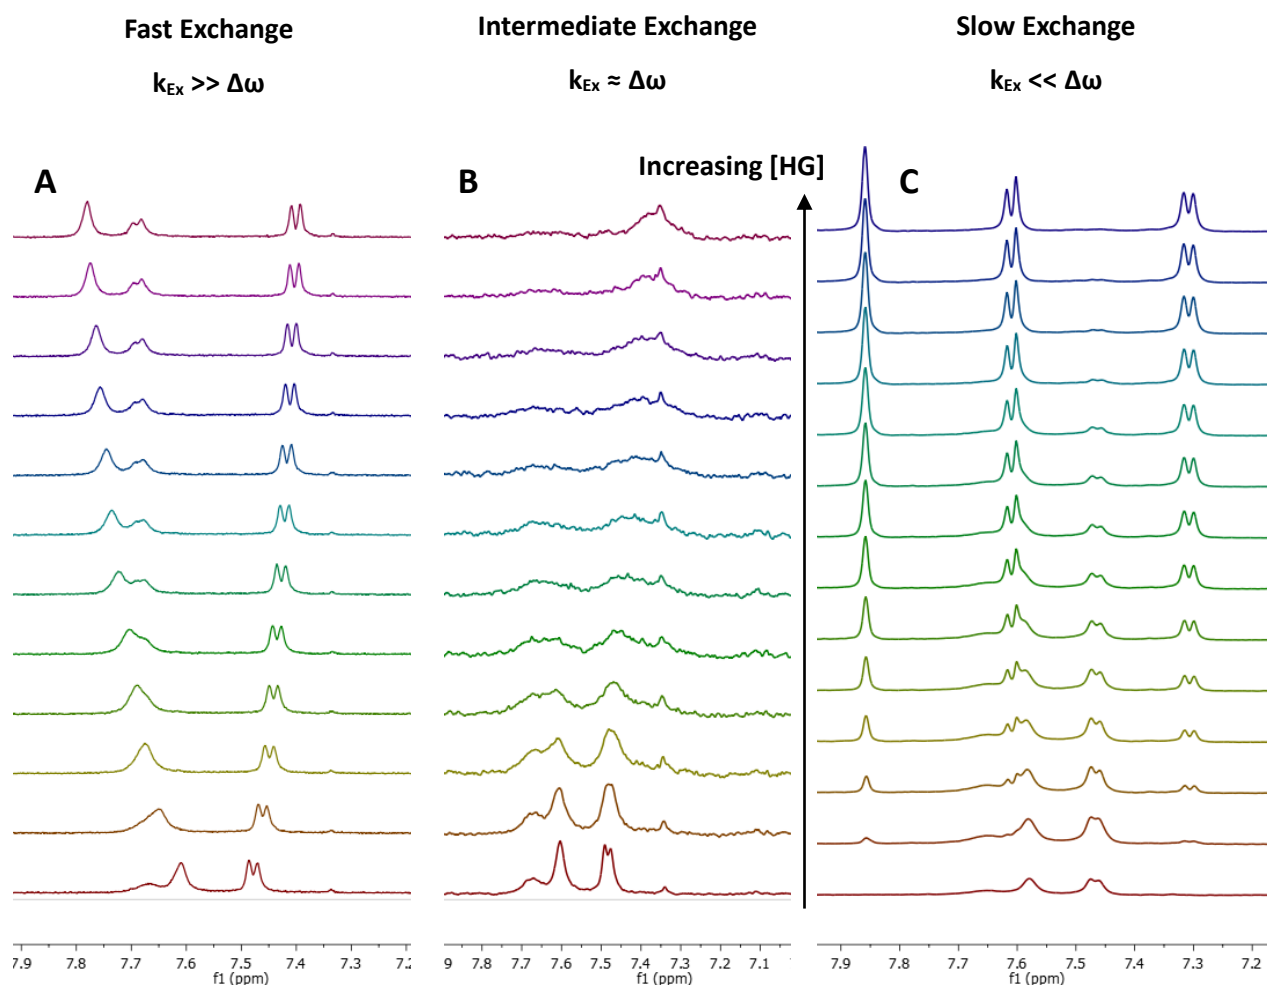 Fast Exchange
Intermediate Exchange
Slow Exchange
kEx >> Δω
kEx ≈ Δω
kEx << Δω
Increasing [HG]
A
B
C
7.9 7.8 7.7 7.6 7.5 7.4 7.3 7.2
f1 (ppm)
7.8 7.7 7.6 7.5 7.4 7.3 7.2 7.1
f1 (ppm)
7.9 7.8 7.7 7.6 7.5 7.4 7.3 7.2
f1 (ppm)